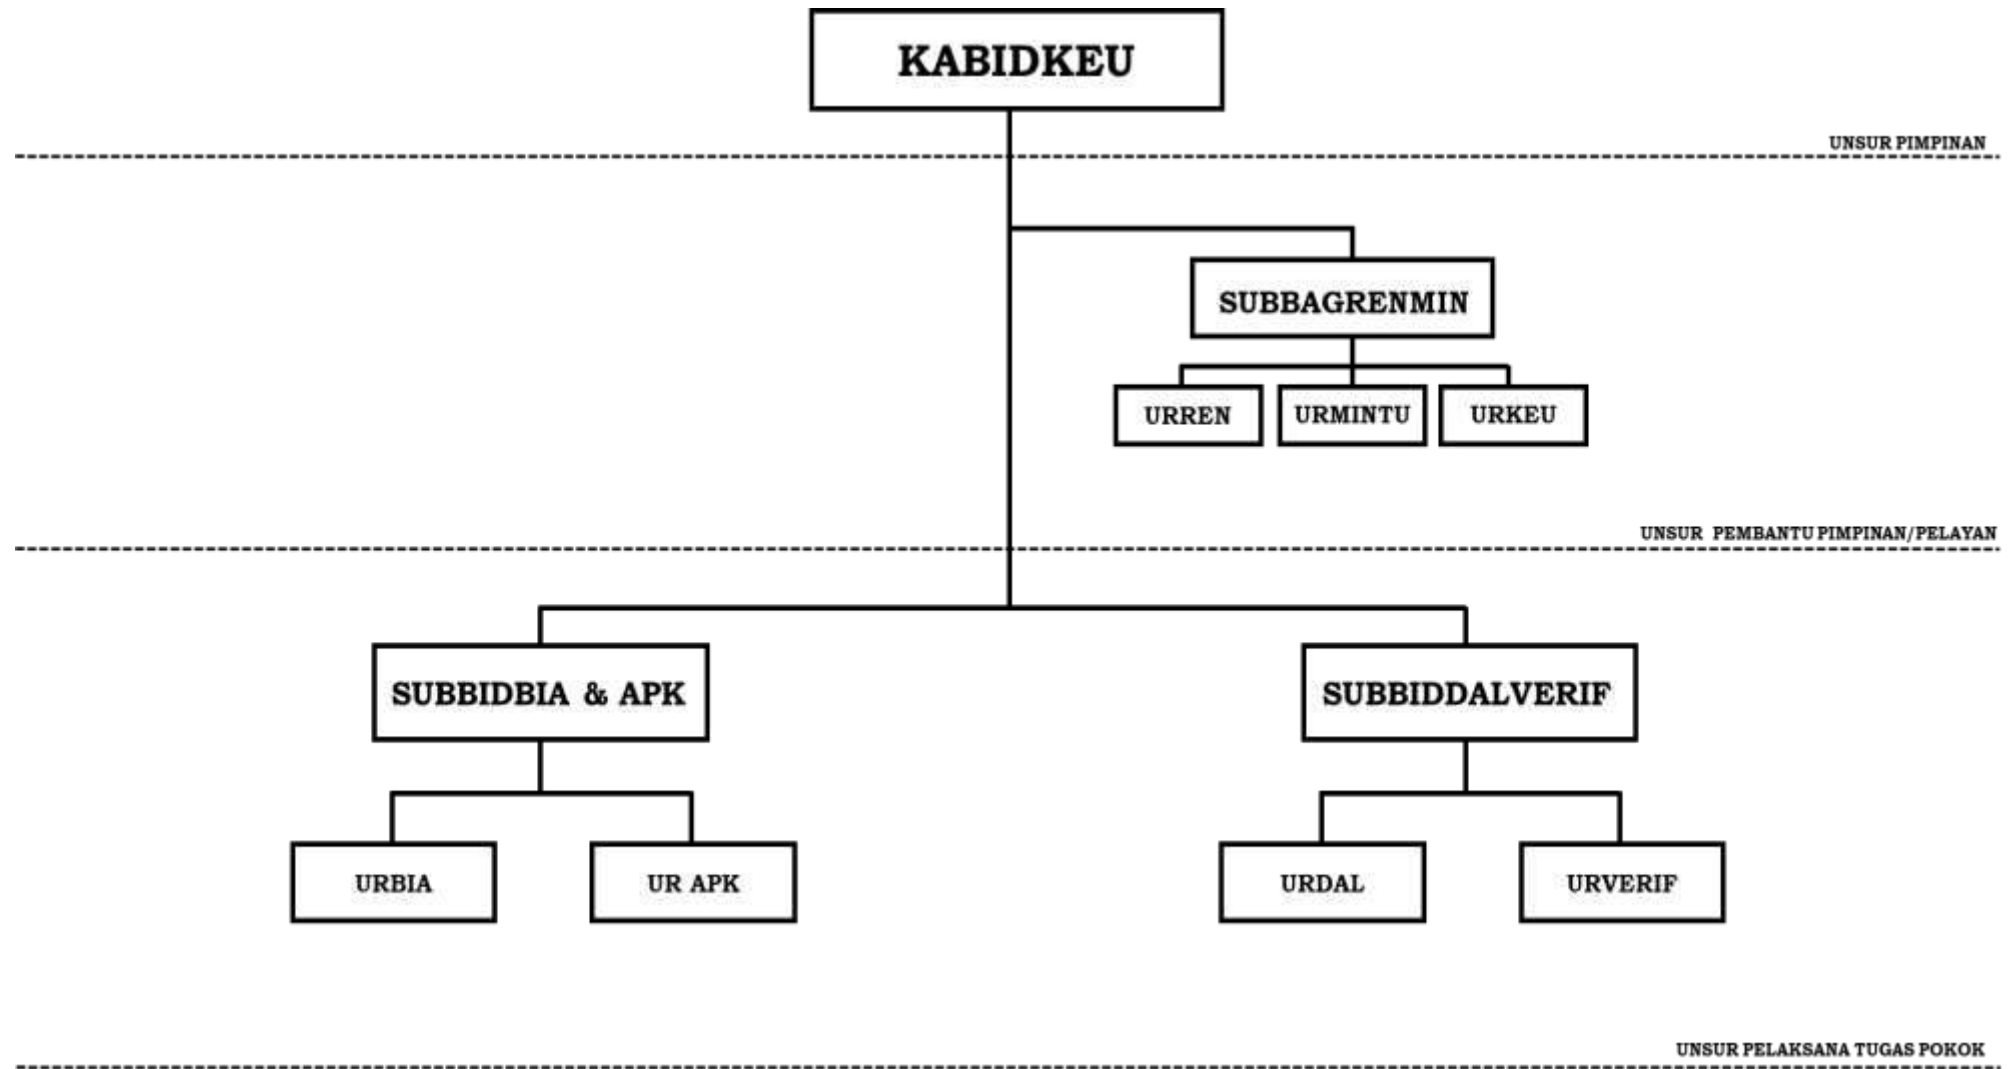 KABIDKEU
UNSUR PIMPINAN
SUBBAGRENMIN
URREN
URMINTU
URKEU
UNSUR PEMBANTU PIMPINAN/PELAYAN
SUBBIDBIA & APK
SUBBIDDALVERIF
URBIA
UR APK
URDAL
URVERIF
UNSUR PELAKSANA TUGAS POKOK